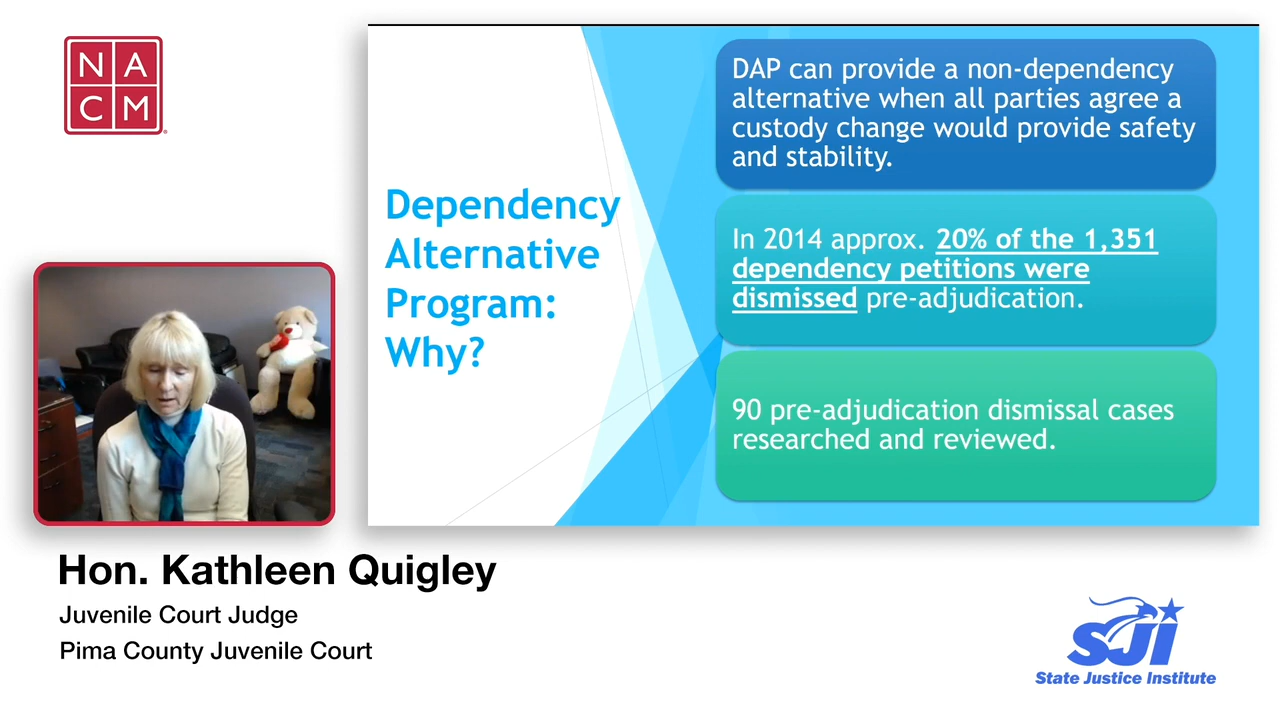 N A
C M
Dependency
Alternative
Program:
Why?
DAP can provide a non-dependency
alternative when all parties agree a
custody change would provide safety
and stability.
In 2014 approx. 20% of the 1,351
dependency petitions were
dismissed pre-adjudication.
90 pre-adjudication dismissal cases
researched and reviewed.
Hon. Kathleen Quigley
Juvenile Court Judge
Pima County Juvenile Court
SJI
State Justice Institute